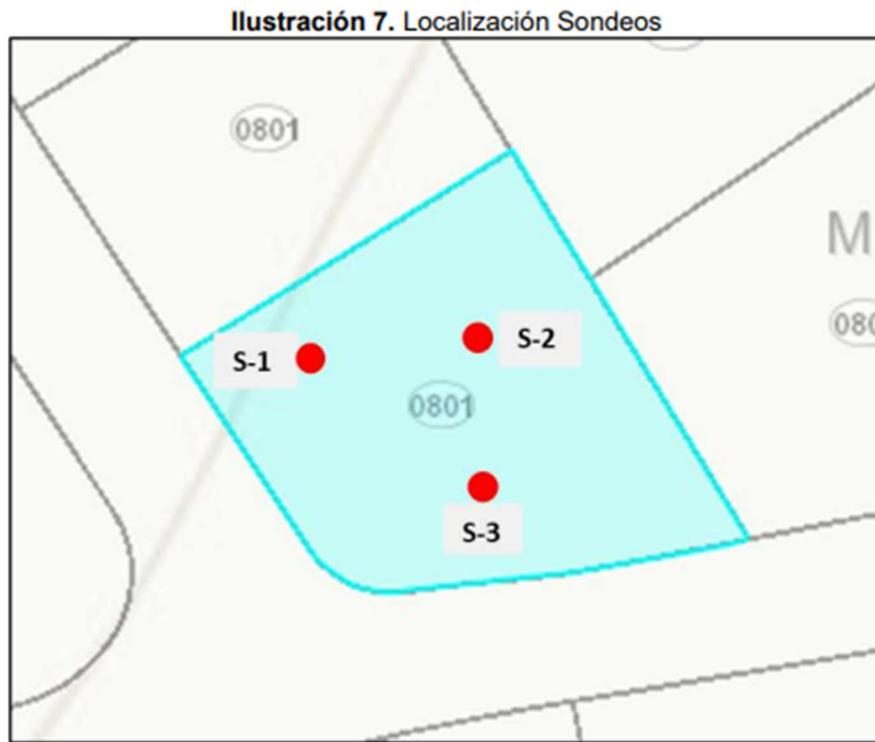 Ilustración 7. Localización Sondeos
0801
M
080
S-2
S-1
0801
S-3